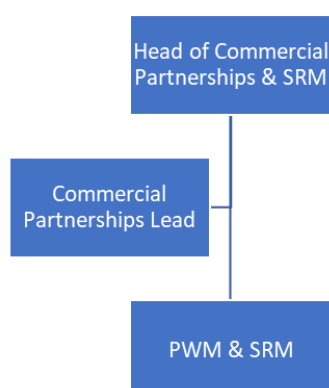 Head of Commercial
Partnerships & SRM
Commercial
Partnerships Lead
PWM & SRM